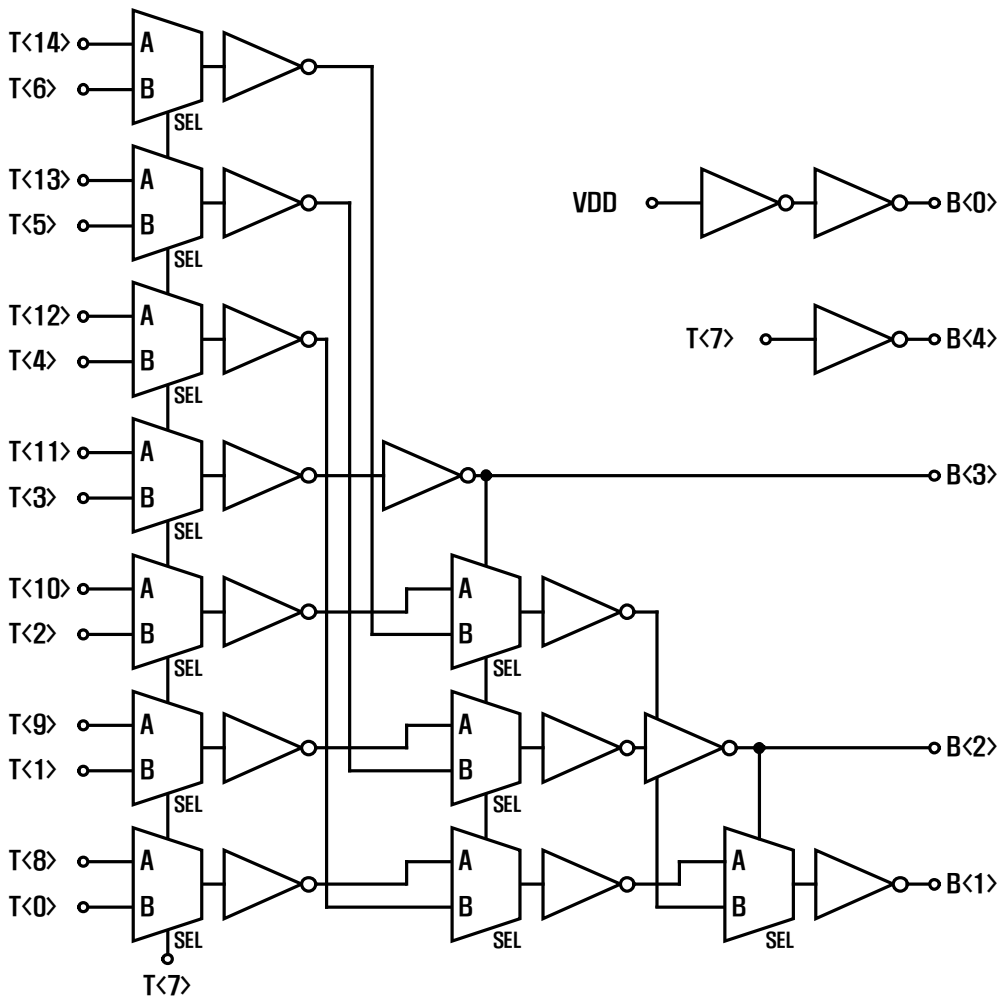 T<14> A
T<6> B
SEL
T<13> A
T<5> B
SEL
VDD B<0>
T<12> A
T<4> B
SEL
T<7> B<4>
T<11> A
T<3> B
SEL
B<3>
T<10> A A
T<2> B B
SEL SEL
T<9> A A
T<1> B B
SEL SEL
B<2>
T<8> A A A
T<0> B B B
SEL SEL SEL
B<1>
T<7>